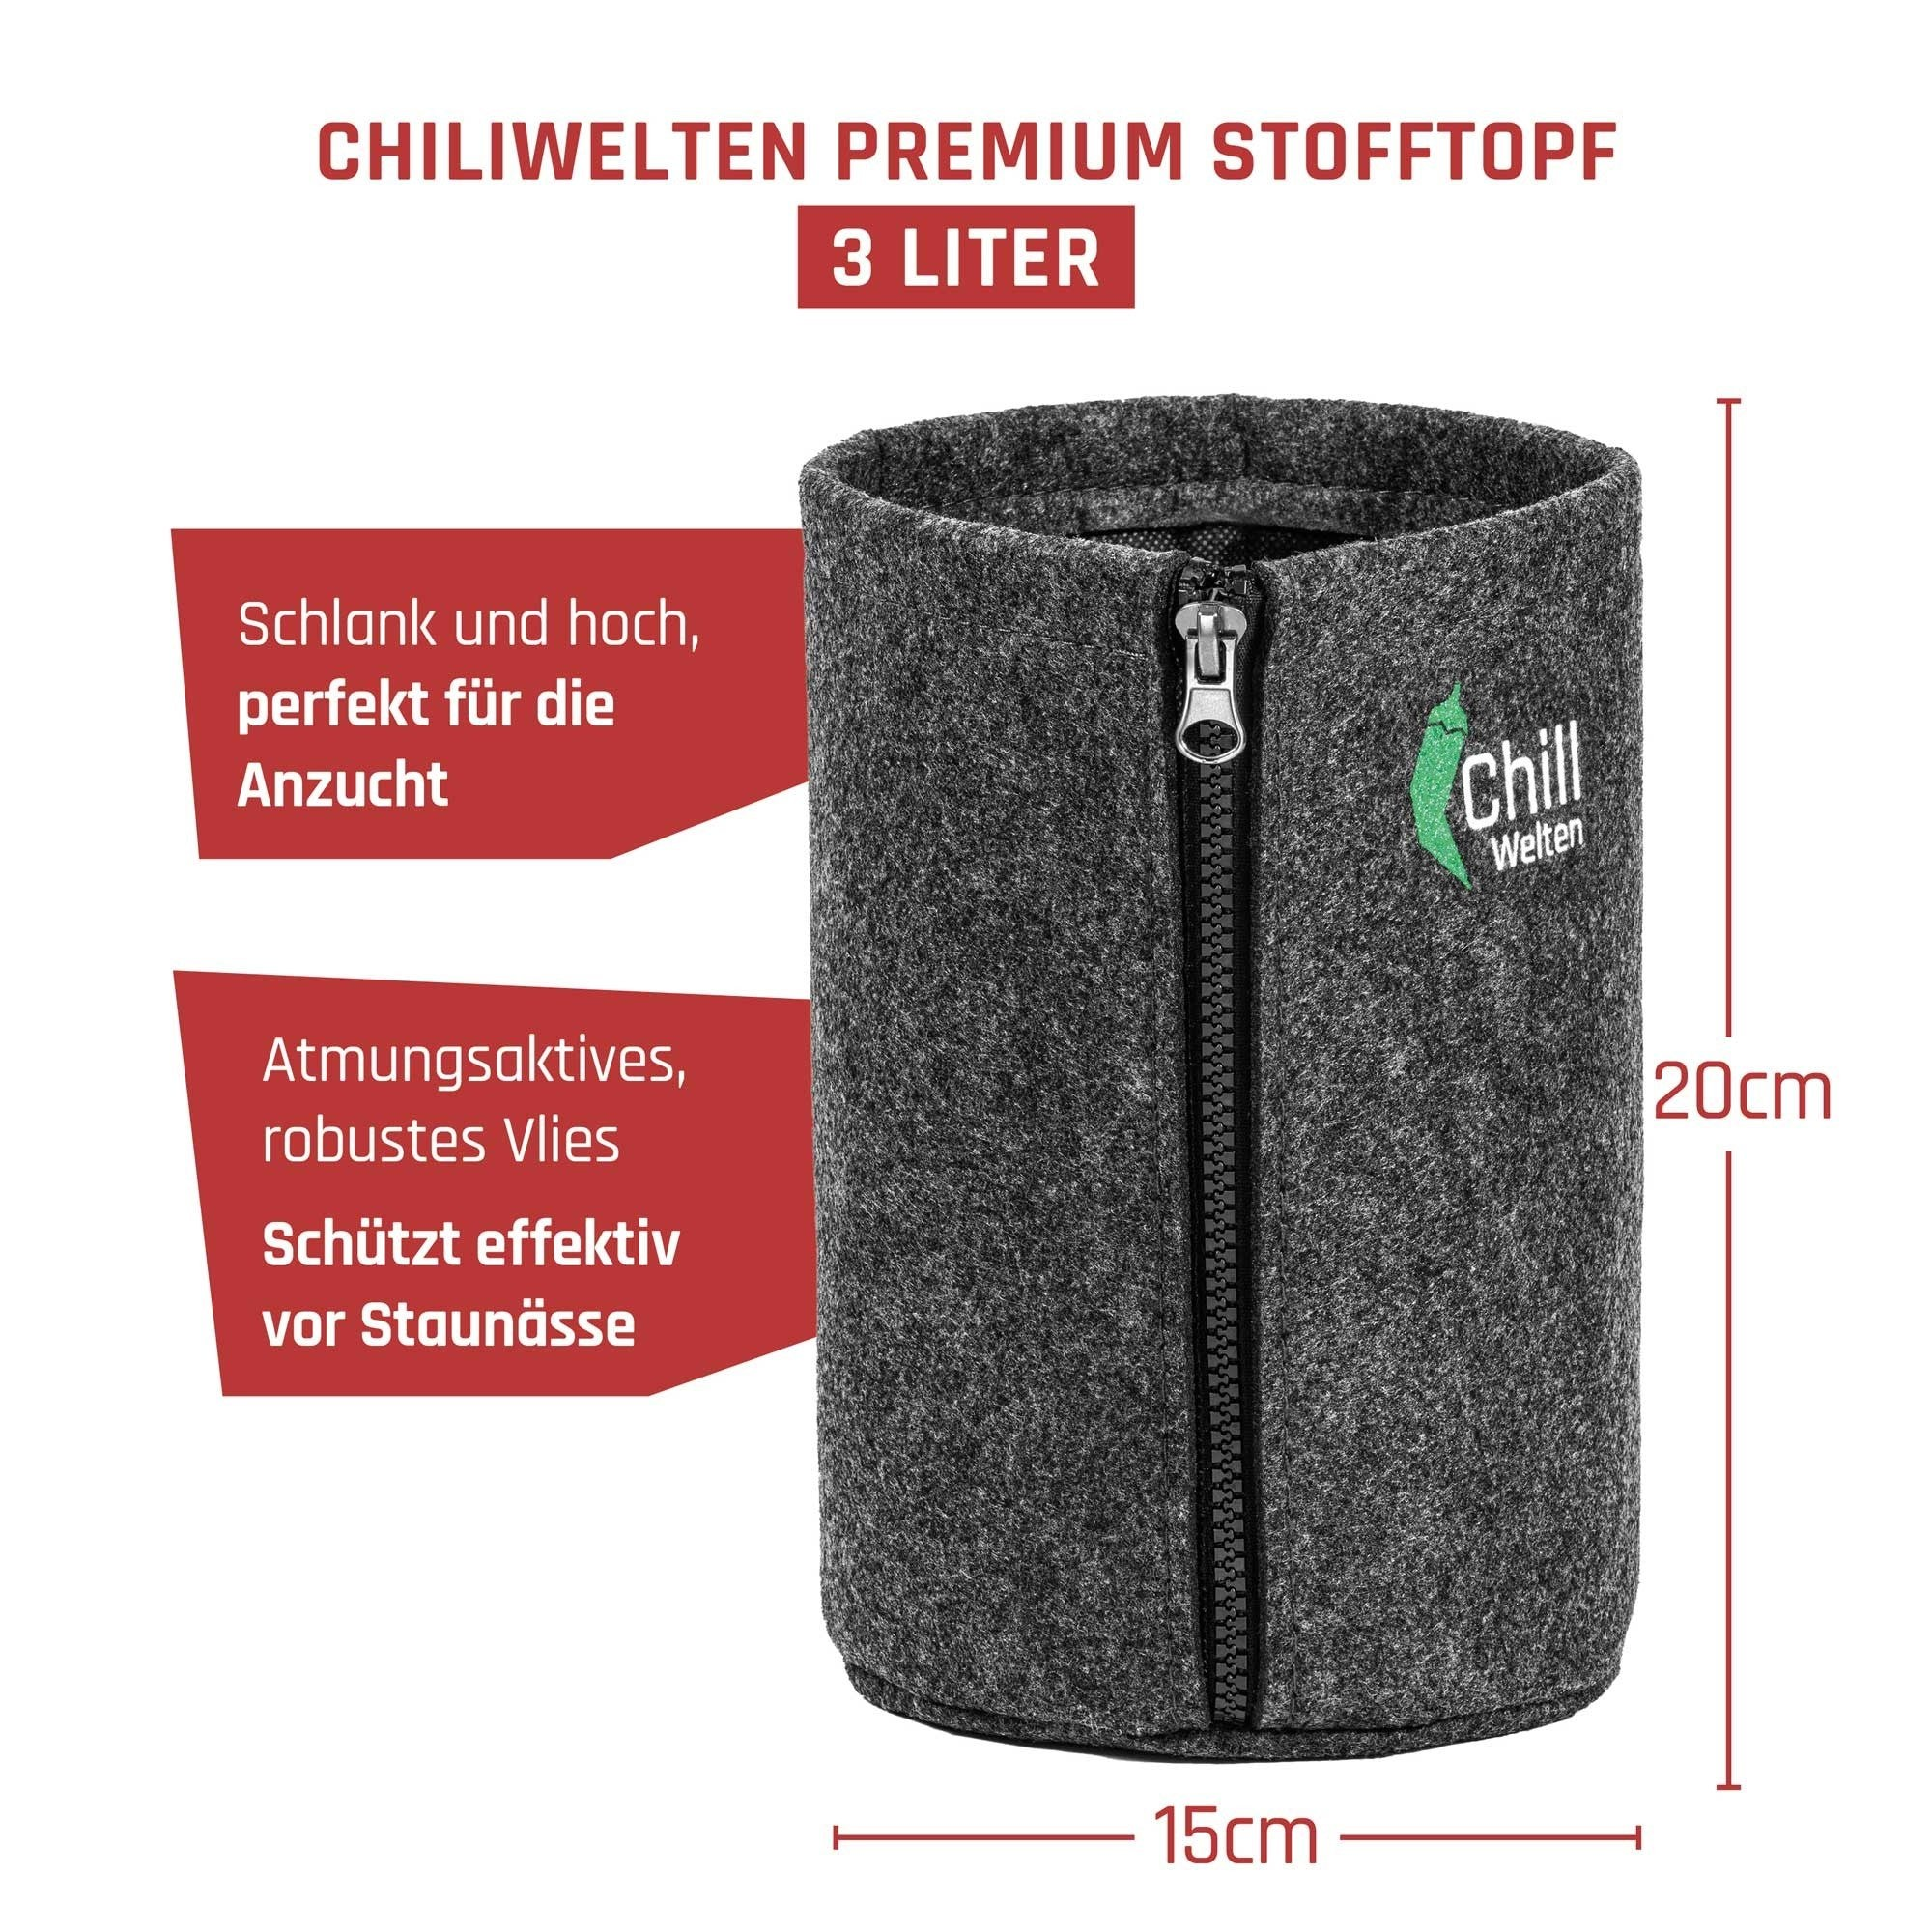 CHILIWELTEN PREMIUM STOFFTOPF
3 LITER
Schlank und hoch,
perfekt für die
Anzucht
Chili
Welten
Atmungsaktives,
robustes Vlies
Schützt effektiv
vor Staunässe
20cm
15cm